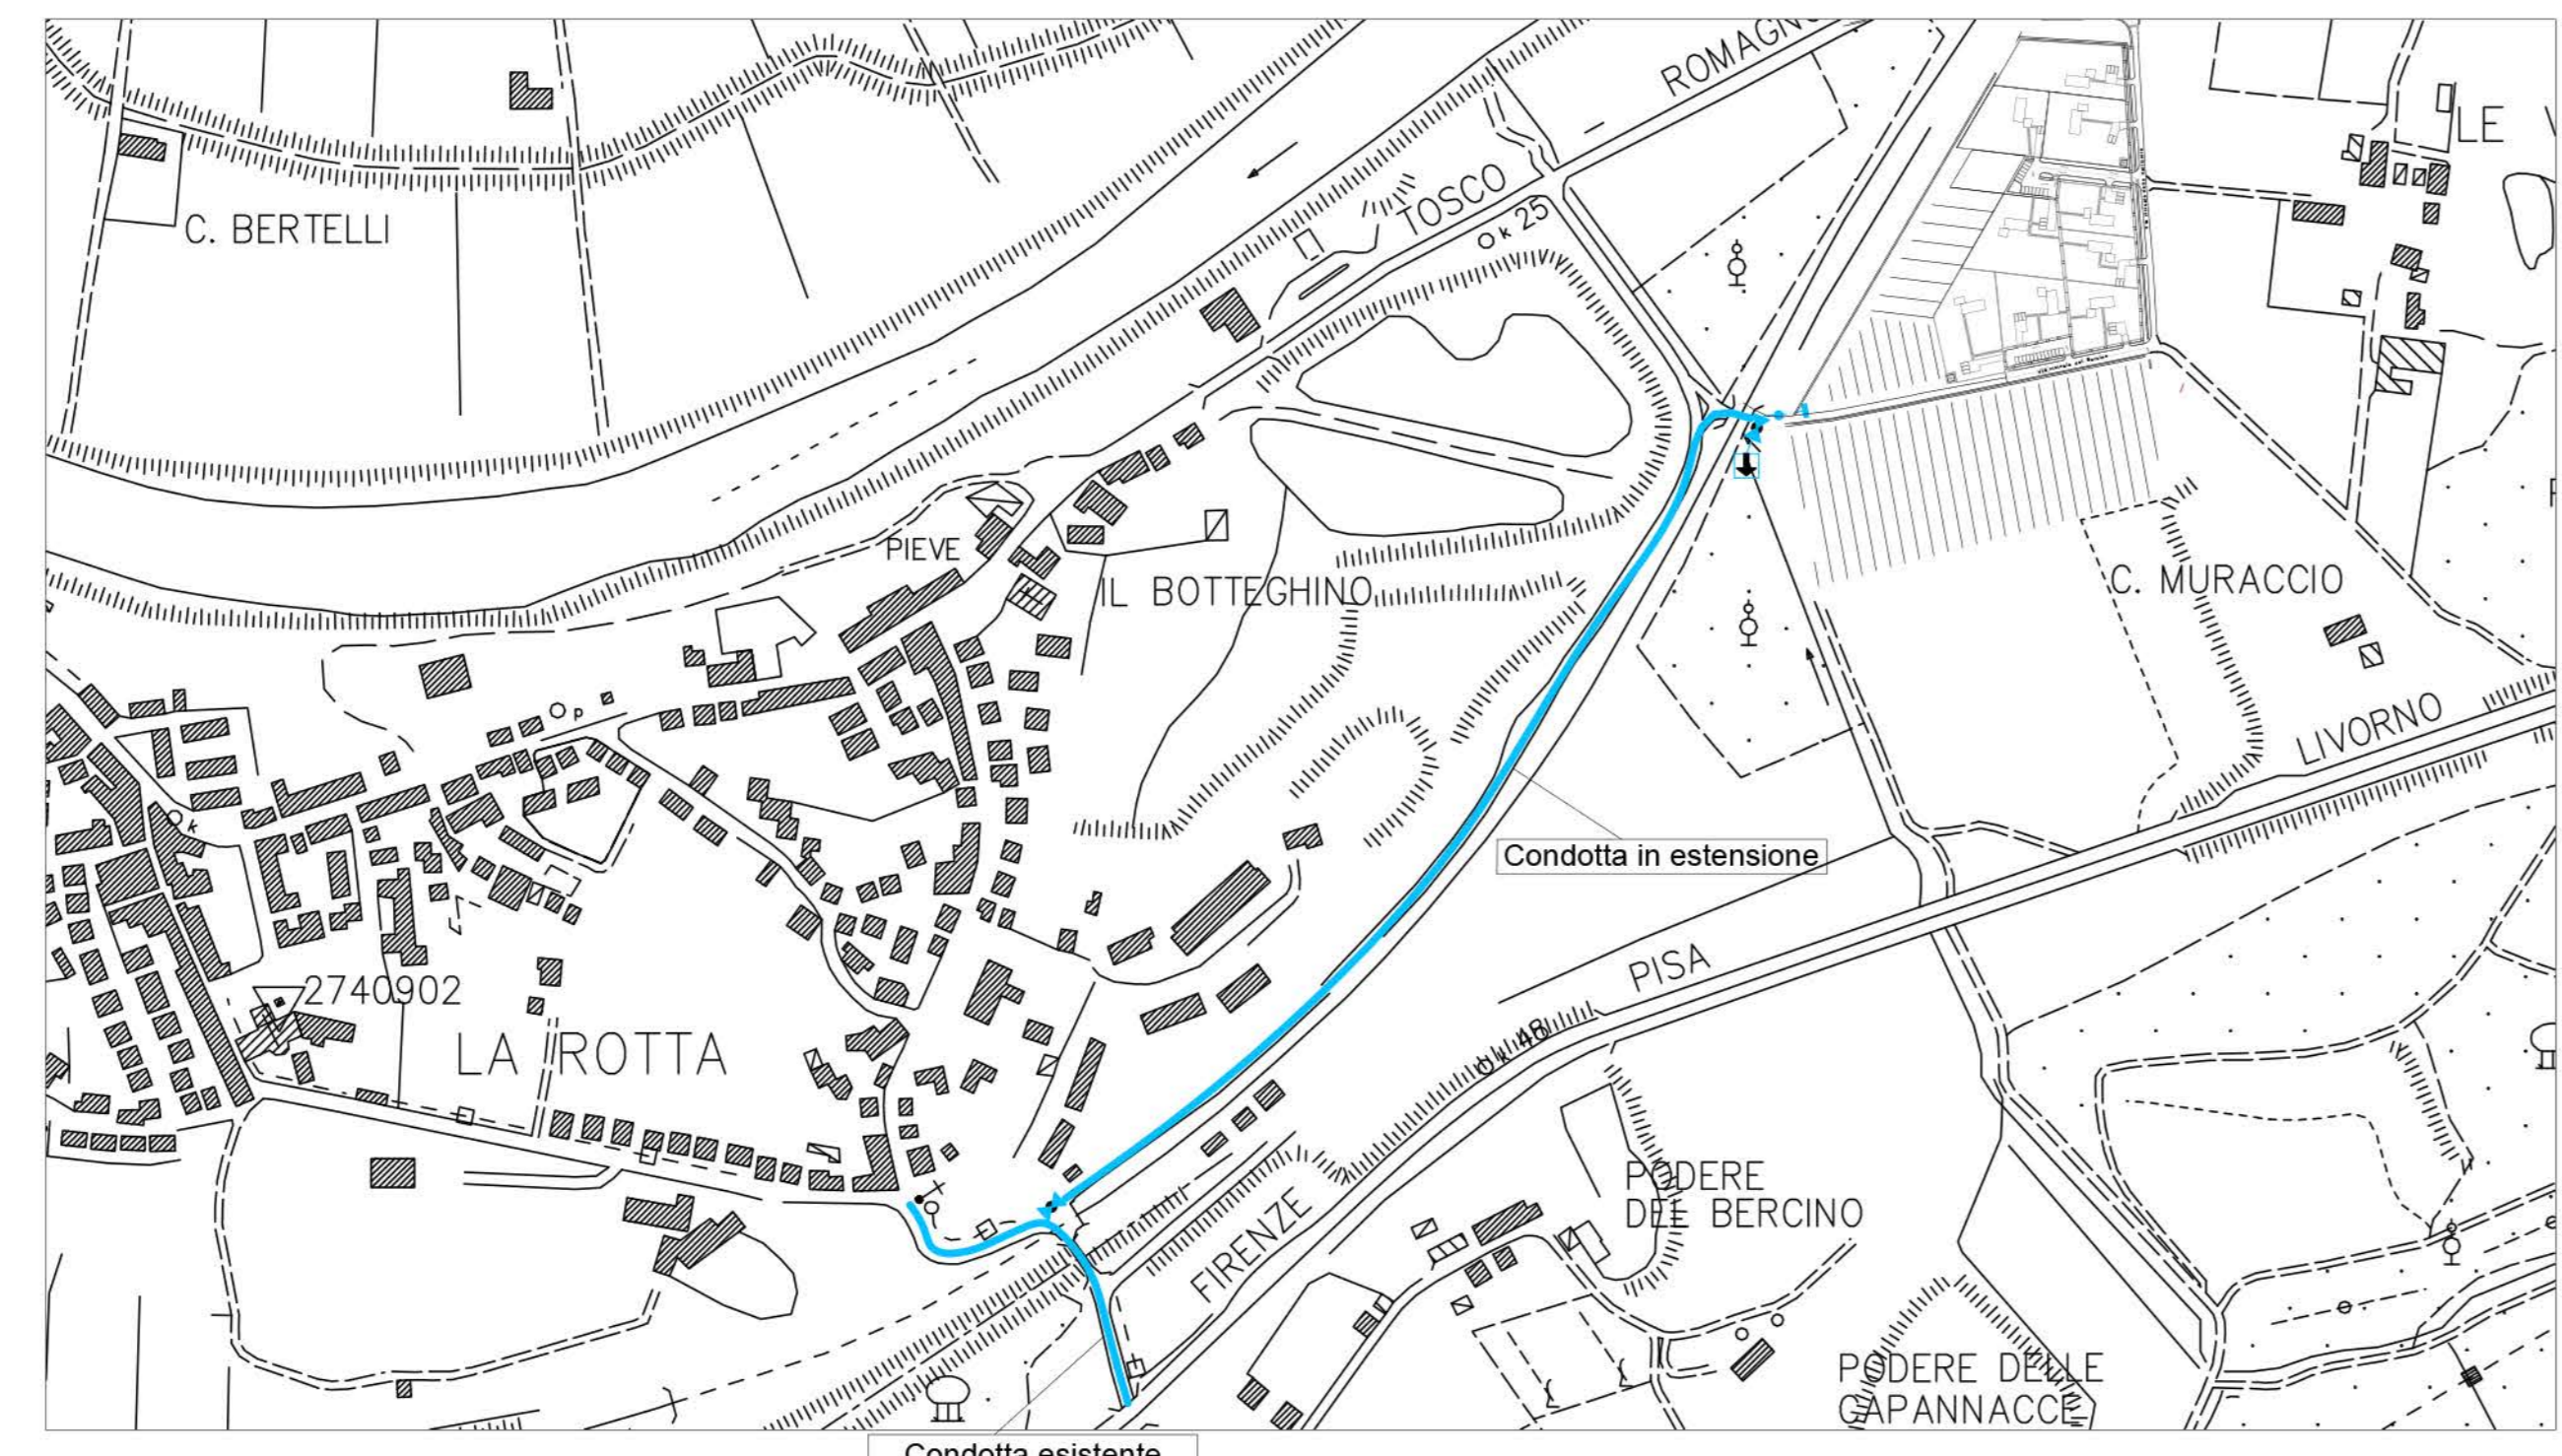 ROMAGN
LE
TOSCO
k 25
C. BERTELLI
PIEVE
IL BOTTEGHINO
C. MURACCIO
p
LIVORNO
k
Condotta in estensione
PISA
2740902
LA ROTTA
k 48
PODERE
DEL BERCINO
FIRENZE
PODERE DELLE
CAPANNACCE
Condotta esistente